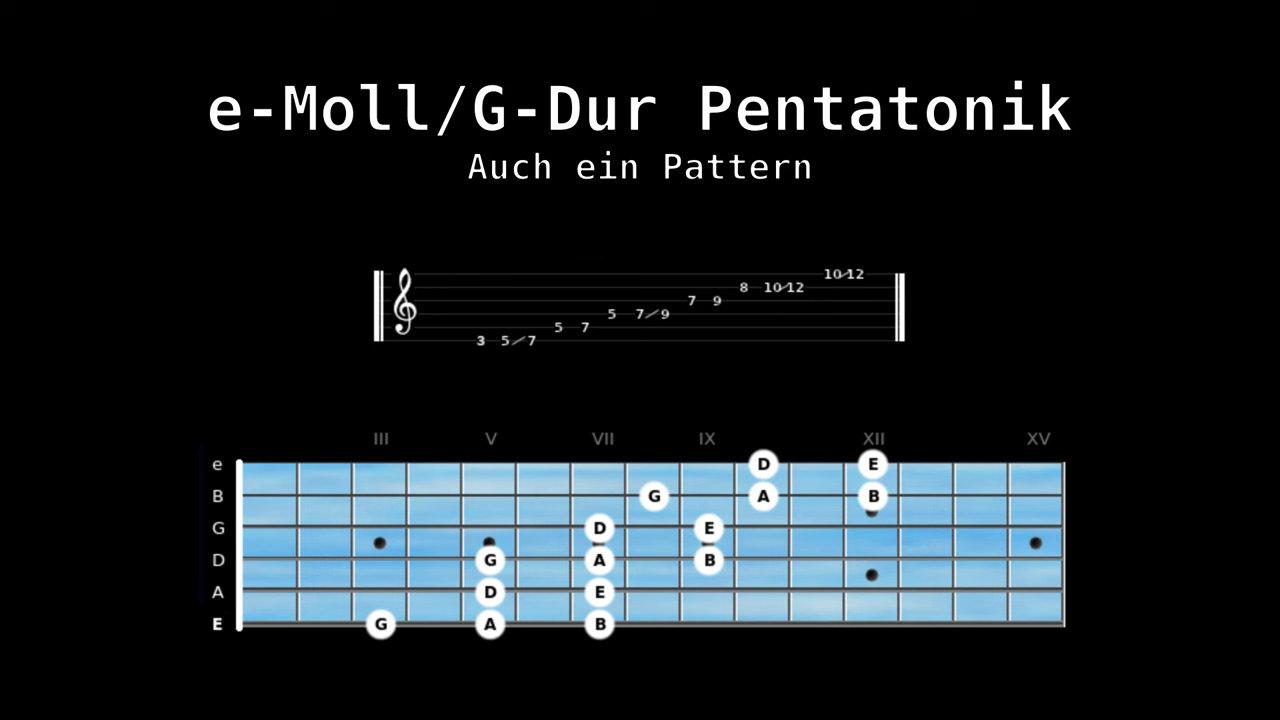 e-Moll/G-Dur Pentatonik
Auch ein Pattern
10 12
8 10 12
7 9
5 7 9
5 7
3 5 7
III V VII IX XII XV
e D E
B G A B
G D E
D G A B
A D E
E G A B